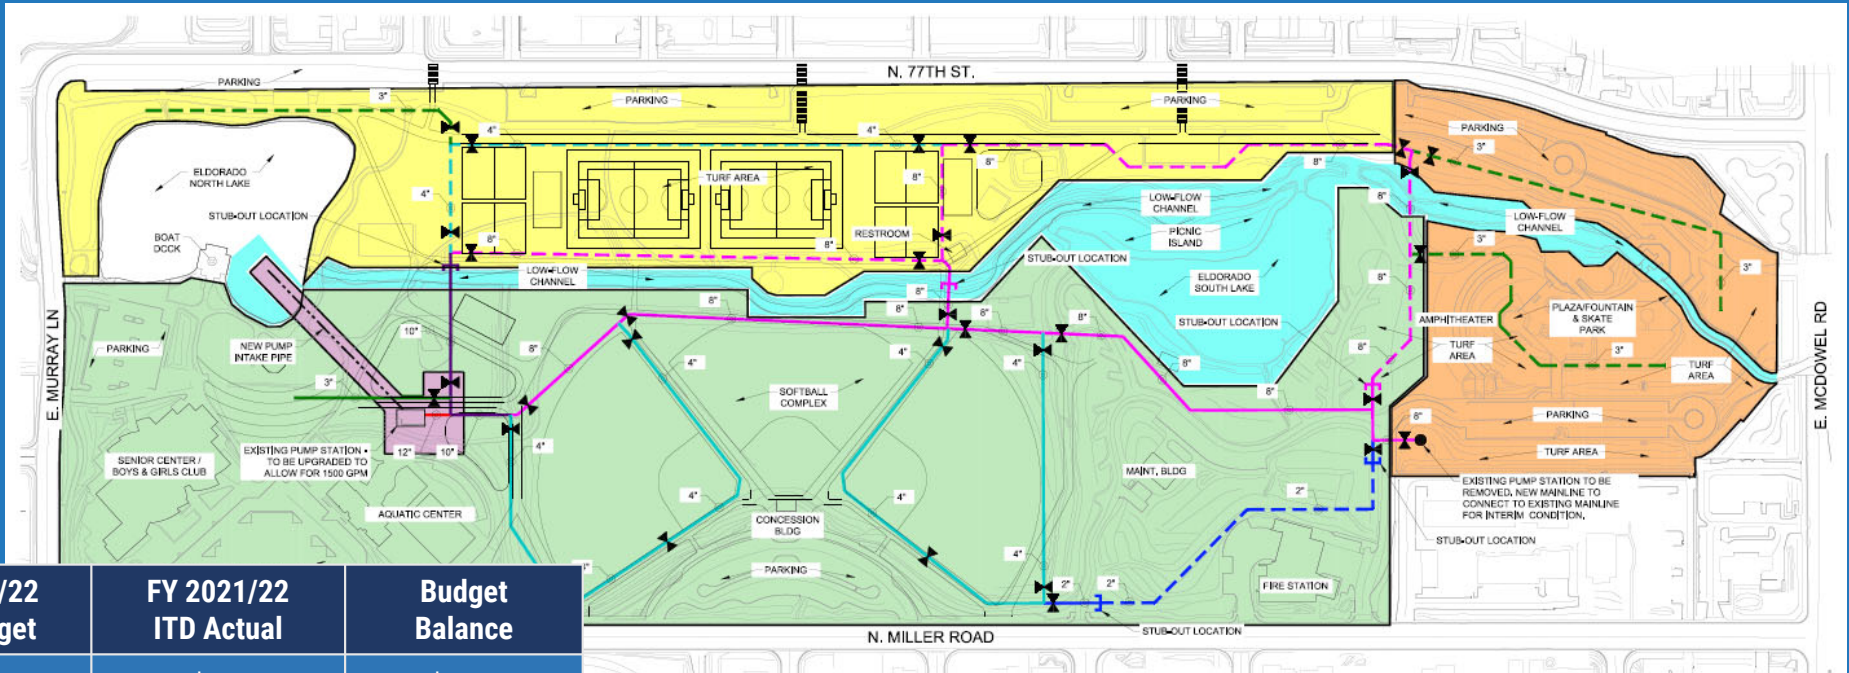 N. 77TH ST.
PARKING
3"
PARKING
PARKING
4"
4"
PARKING
3"
8"
8"
8"
TURF AREA
ELDORADO
NORTH LAKE
4"
8"
LOW-FLOW
CHANNEL
LOW-FLOW
CHANNEL
STUB-OUT LOCATION
BOAT
DCCK
8"
8"
RESTROOM
PICNIC
ISLAND
3"
STUB-OUT LOCATION
3"
LOW-FLOW
CHANNEL
ELDORADO
SOUTH LAKE
8"
8"
8"
8"
8"
8"
STUB-OUT LOCATION
AMPHITHEATER
PLAZA/FOUNTAIN
& SKATE
PARK
E. MURRAY LN
E. MCDOWEL RD
10"
PARKING
NEW PUMP
INTAKE PIPE
8"
4"
4"
4"
8"
8"
TURF
AREA
3"
TURF
AREA
3"
8"
SOFTBALL
COMPLEX
PARKING
8"
4"
EXISTING PUMP STATION -
TO BE UPGRADED TO
ALLOW FOR 1500 GPM
12"
10"
TURF AREA
SENIOR CENTER /
BOYS & GIRLS CLUB
MAINT, BLDG
4"
4"
2"
EXISTING PUMP STATION TO BE
REMOVED, NEW MAINLINE TO
CONNECT TO EXISTING MAINLINE
FOR INTERIM CONDITION,
AQUATIC CENTER
CONCESSION
BLDG
STUB-OUT LOCATION
4"
PARKING
2"
2"
FIRE STATION
STUB-OUT LOCATION
N. MILLER ROAD
/22
get
FY 2021/22
ITD Actual
Budget
Balance